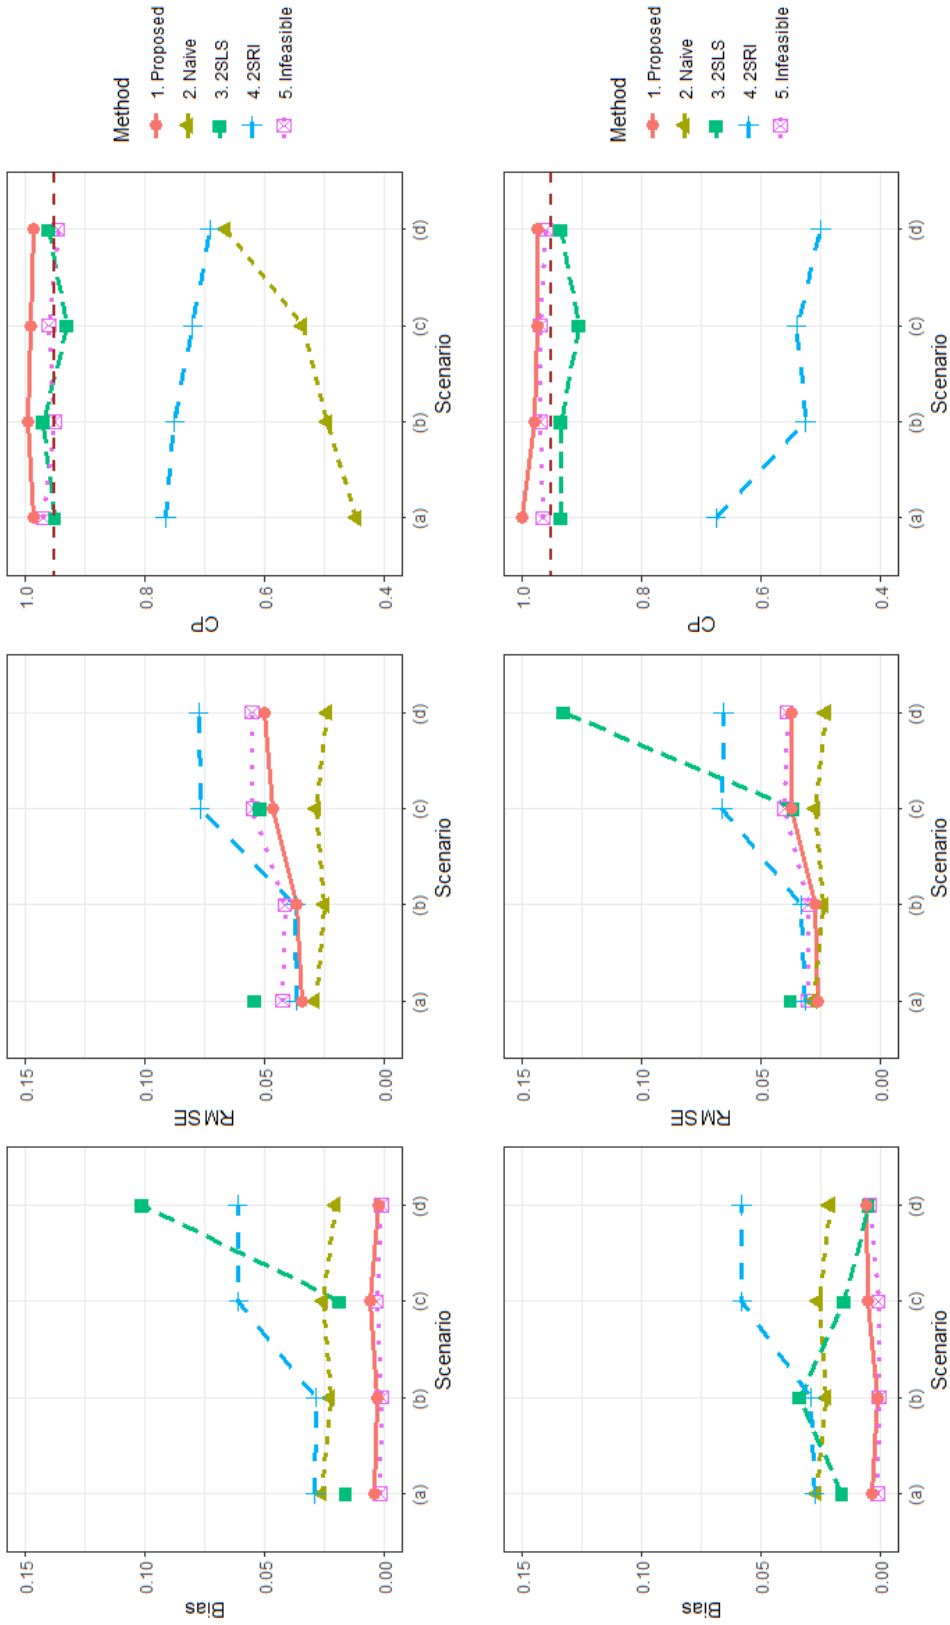 0.15
0.10
0.05
0.00
Bias
(a)
(b)
(c)
(d)
Scenario
0.15
0.10
0.05
0.00
RMSE
(a)
(b)
(c)
(d)
Scenario
1.0
0.8
0.6
0.4
Cp
(a)
(b)
(c)
(d)
Scenario
Method
1. Proposed
2. Naive
3. 2SLS
4. 2SRI
5. Infeasible
0.15
0.10
0.05
0.00
Bias
(a)
(b)
(c)
(d)
Scenario
0.15
0.10
0.05
0.00
RMSE
(a)
(b)
(c)
(d)
Scenario
1.0
0.8
0.6
0.4
Cp
(a)
(b)
(c)
(d)
Scenario
Method
1. Proposed
2. Naive
3. 2SLS
4. 2SRI
5. Infeasible